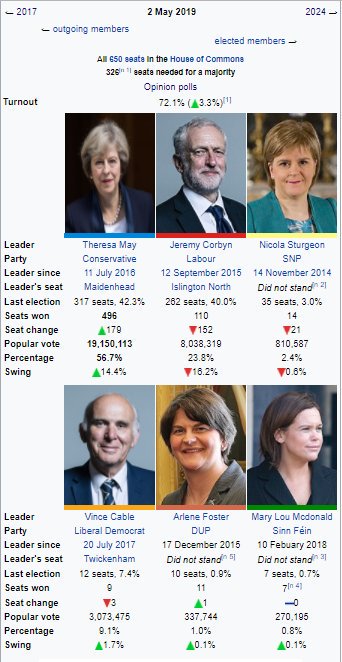 ← 2017 2 May 2019 2024 →
← outgoing members
elected members →
All 650 seats in the House of Commons
326[n 1] seats needed for a majority
Opinion polls
Turnout 72.1% (▲3.3%)[1]
Leader Theresa May Jeremy Corbyn Nicola Sturgeon
Party Conservative Labour SNP
Leader since 11 July 2016 12 September 2015 14 November 2014
Leader's seat Maidenhead Islington North Did not stand[n 2]
Last election 317 seats, 42.3% 262 seats, 40.0% 35 seats, 3.0%
Seats won 496 110 14
Seat change ▲179 ▼152 ▼21
Popular vote 19,150,113 8,038,319 810,587
Percentage 56.7% 23.8% 2.4%
Swing ▲14.4% ▼16.2% ▼0.6%
Leader Vince Cable Arlene Foster Mary Lou Mcdonald
Party Liberal Democrat DUP Sinn Féin
Leader since 20 July 2017 17 December 2015 10 Febuary 2018
Leader's seat Twickenham Did not stand[n 5] Did not stand[n 3]
Last election 12 seats, 7.4% 10 seats, 0.9% 7 seats, 0.7%
Seats won 9 11 7[n 4]
Seat change ▼3 ▲1 —0
Popular vote 3,073,475 337,744 270,195
Percentage 9.1% 1.0% 0.8%
Swing ▲1.7% ▲0.1% ▲0.1%